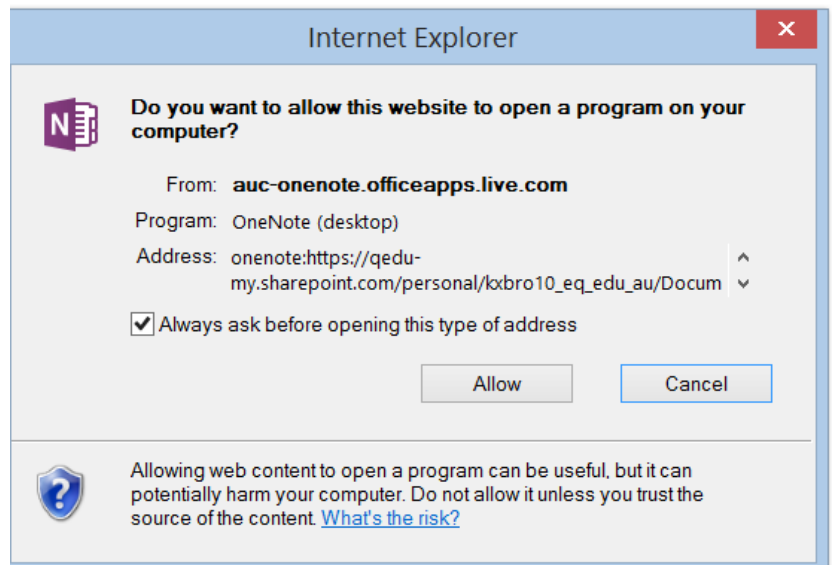 Internet Explorer
Do you want to allow this website to open a program on your
computer?
From: auc-onenote.officeapps.live.com
Program: OneNote (desktop)
Address: onenote:https://qedu-
my.sharepoint.com/personal/kxbro10_eq_edu_au/Docum
Always ask before opening this type of address
Allow Cancel
Allowing web content to open a program can be useful, but it can
potentially harm your computer. Do not allow it unless you trust the
source of the content. What's the risk?